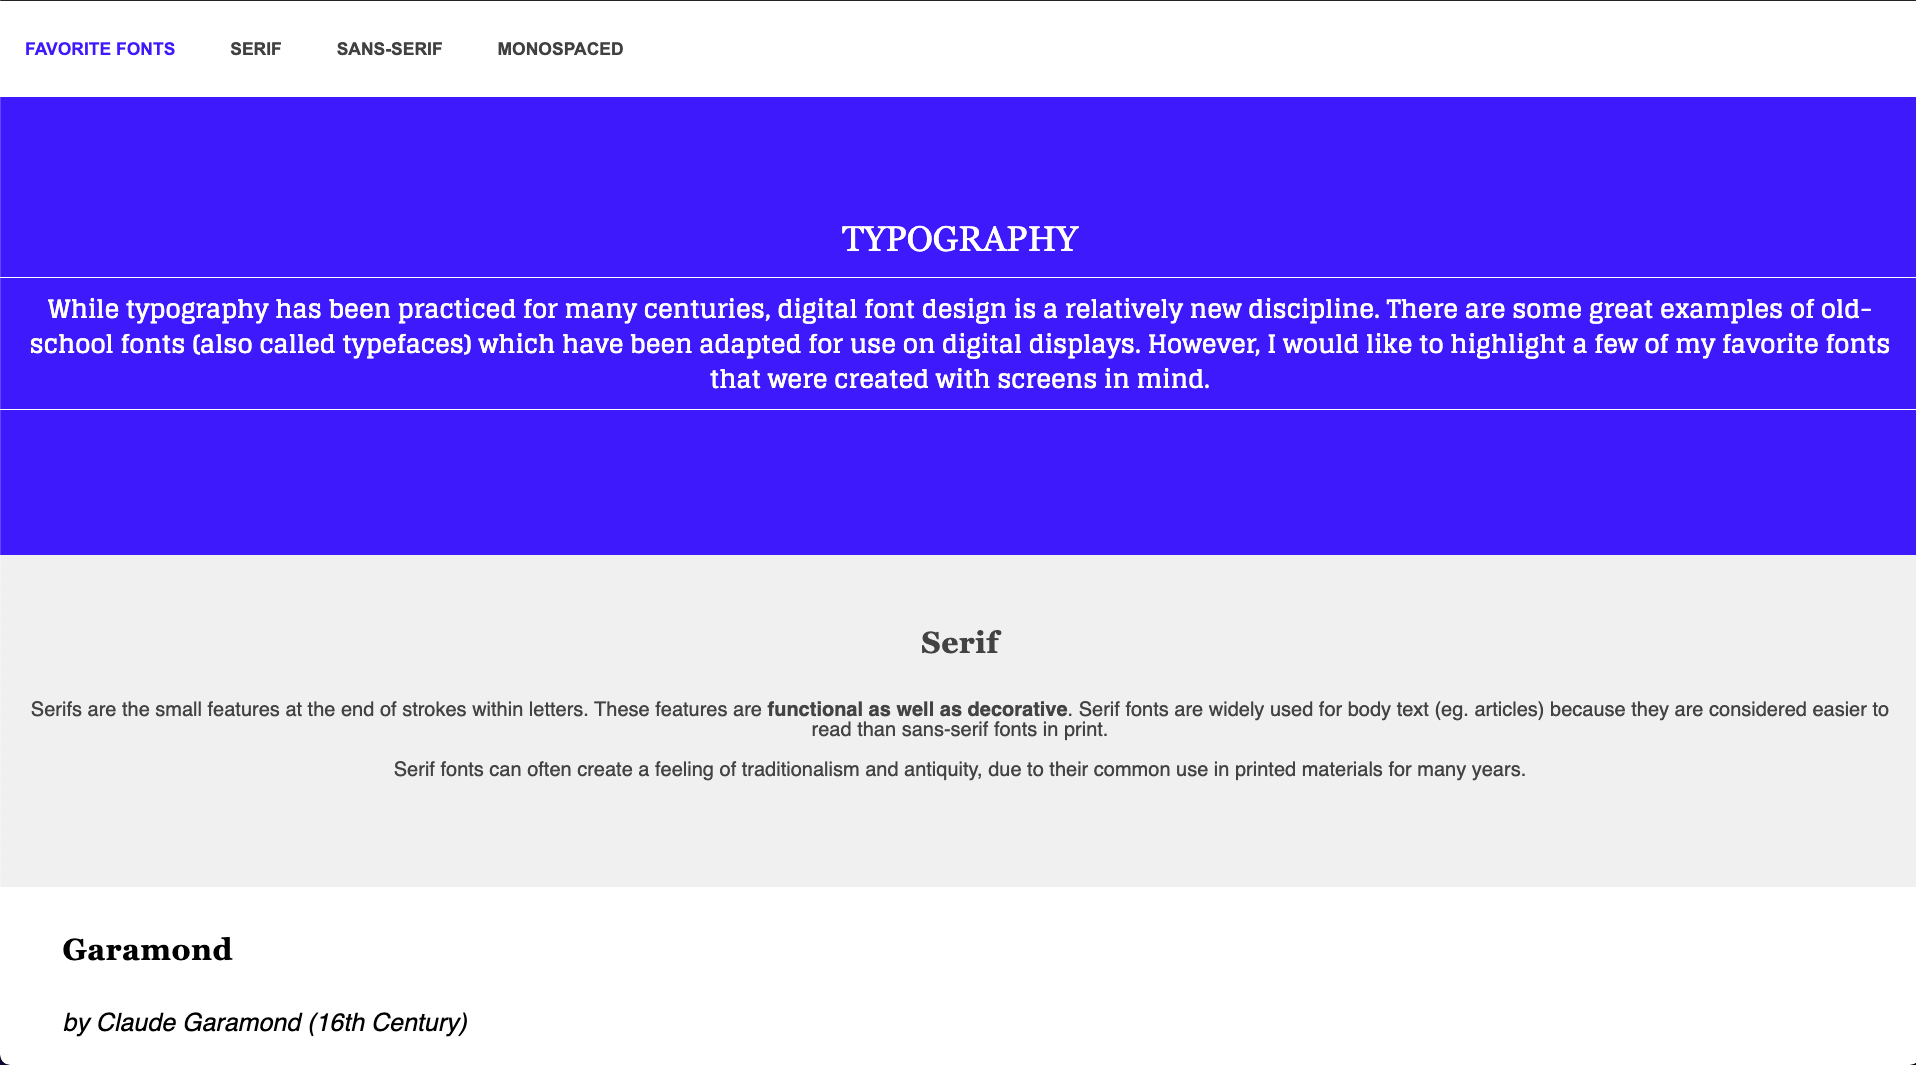 FAVORITE FONTS SERIF SANS-SERIF MONOSPACED
TYPOGRAPHY
While typography has been practiced for many centuries, digital font design is a relatively new discipline. There are some great examples of old-
school fonts (also called typefaces) which have been adapted for use on digital displays. However, I would like to highlight a few of my favorite fonts
that were created with screens in mind.
Serif
Serifs are the small features at the end of strokes within letters. These features are functional as well as decorative. Serif fonts are widely used for body text (eg. articles) because they are considered easier to
read than sans-serif fonts in print.
Serif fonts can often create a feeling of traditionalism and antiquity, due to their common use in printed materials for many years.
Garamond
by Claude Garamond (16th Century)